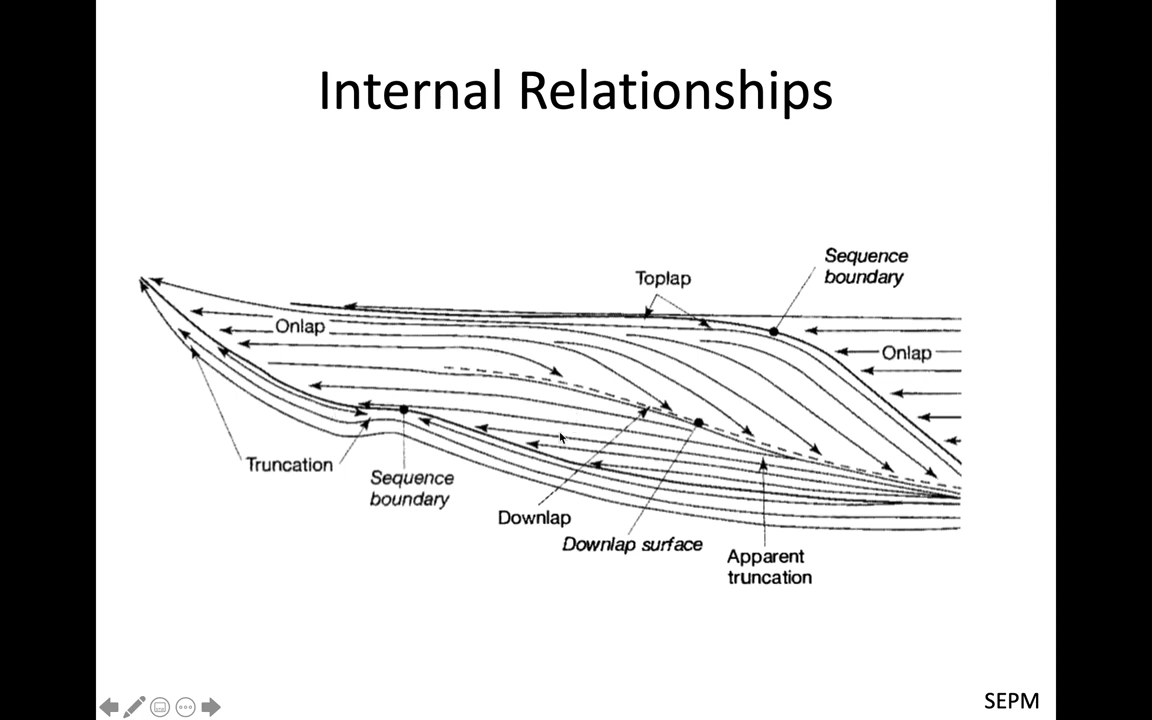 Internal Relationships
Sequence
boundary
Toplap
Onlap
Onlap
Truncation
Sequence
boundary
Downlap
Downlap surface
Apparent
truncation
SEPM